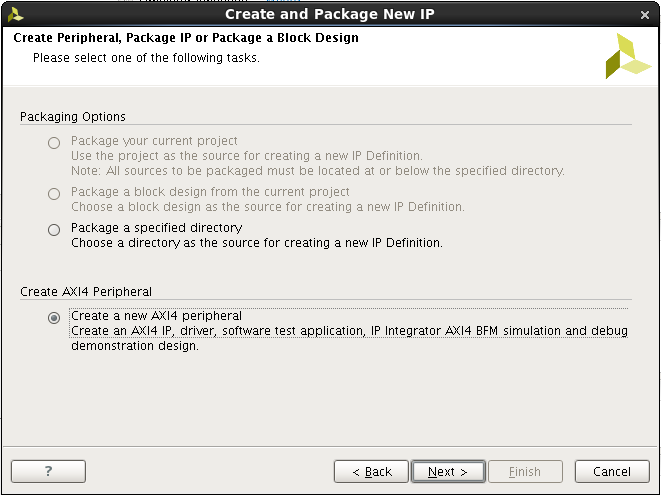 Create and Package New IP
Create Peripheral, Package IP or Package a Block Design
Please select one of the following tasks.
Packaging Options
Package your current project
Use the project as the source for creating a new IP Definition.
Note: All sources to be packaged must be located at or below the specified directory.
Package a block design from the current project
Choose a block design as the source for creating a new IP Definition.
Package a specified directory
Choose a directory as the source for creating a new IP Definition.
Create AXI4 Peripheral
Create a new AXI4 peripheral
Create an AXI4 IP, driver, software test application, IP Integrator AXI4 BFM simulation and debug
demonstration design.
? < Back Next > Finish Cancel